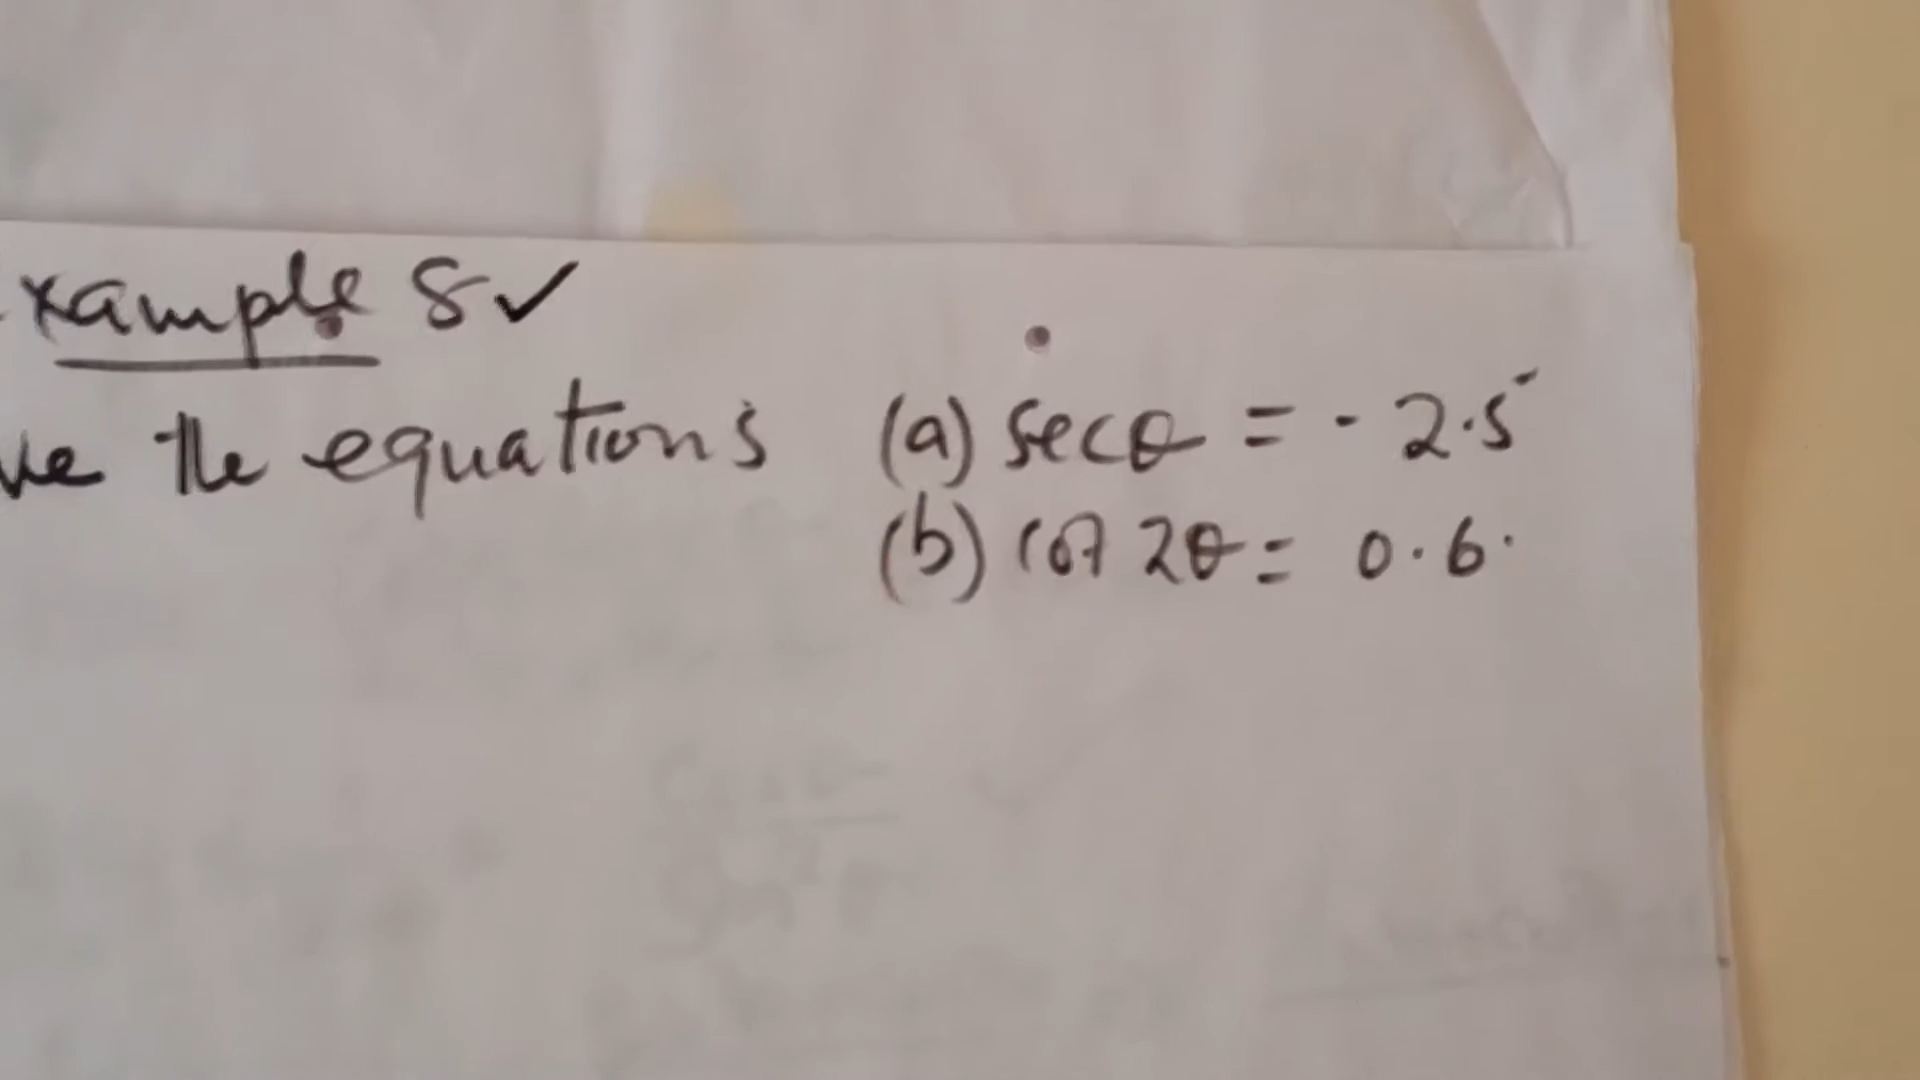 xample 8✓
ve the equations (a) secθ = - 2.5
(b) cot 2θ = 0.6.